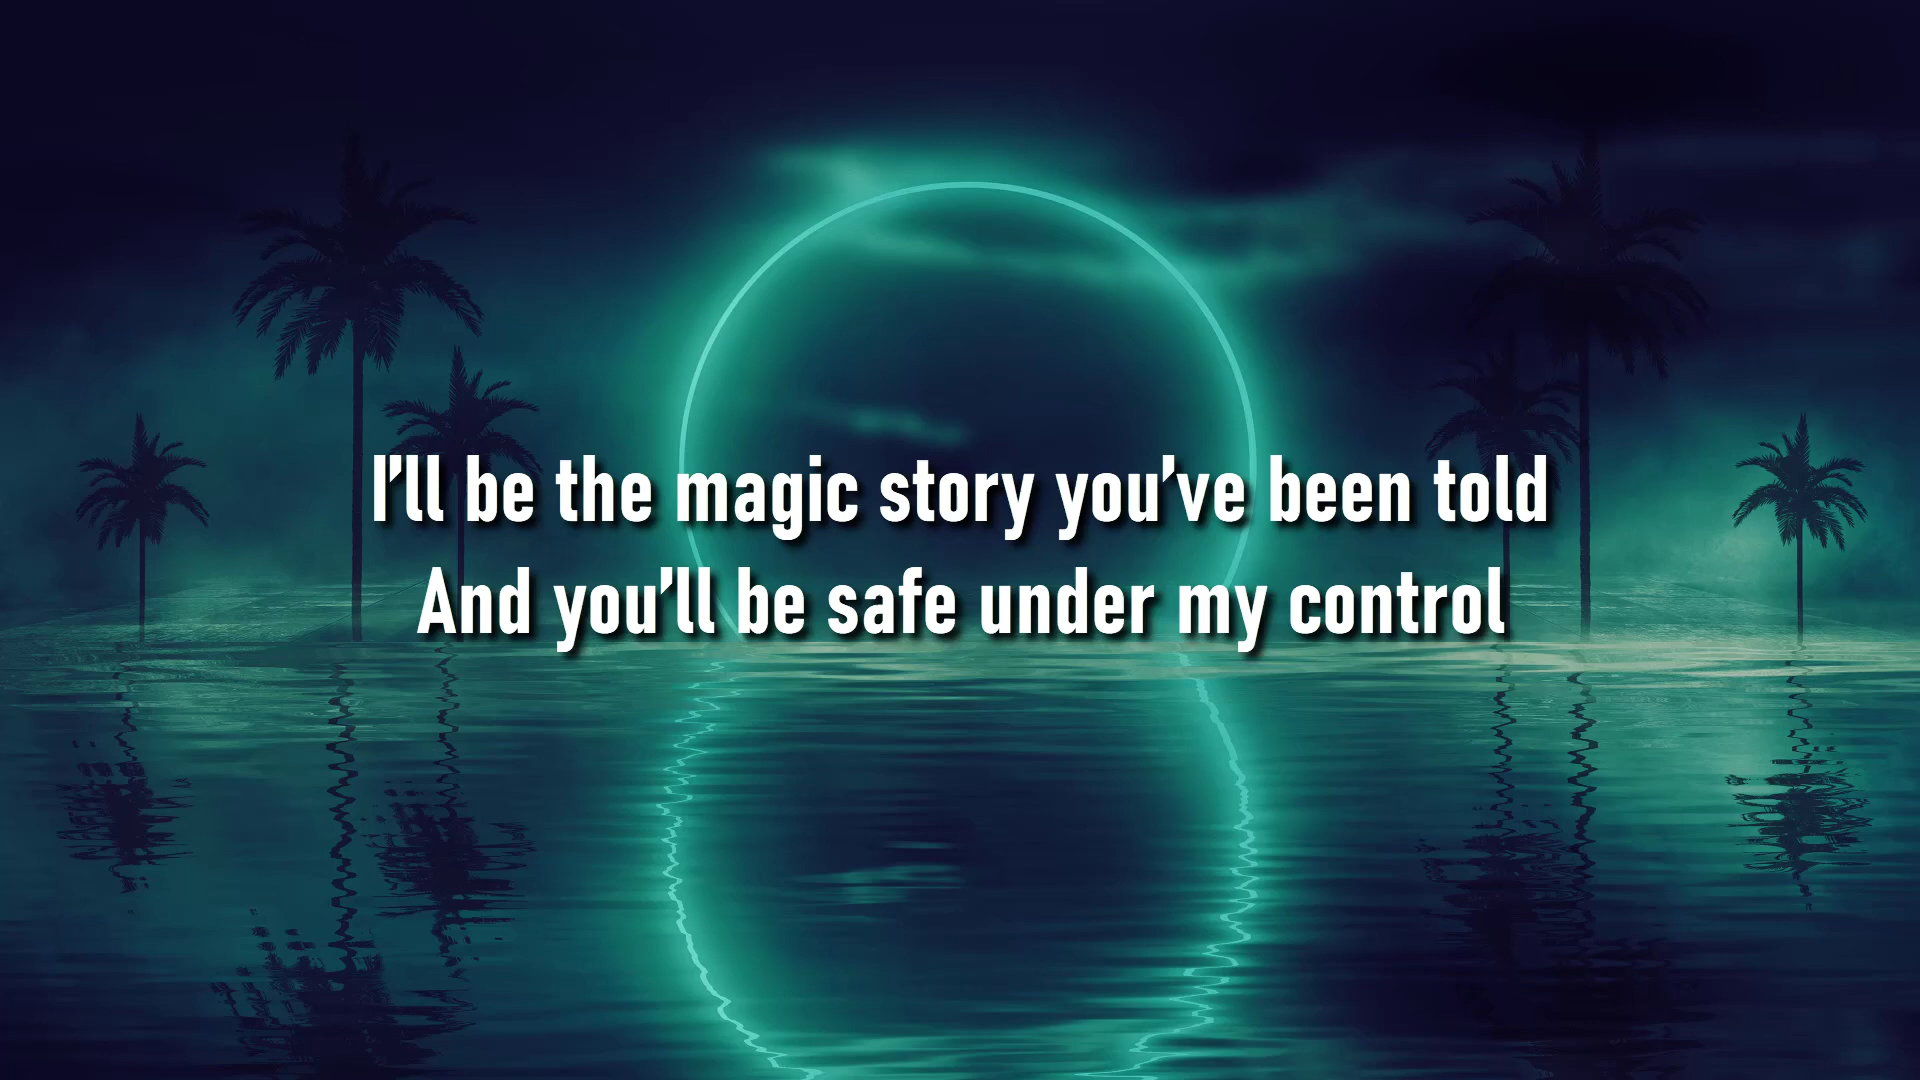 I’ll be the magic story you’ve been told
And you’ll be safe under my control